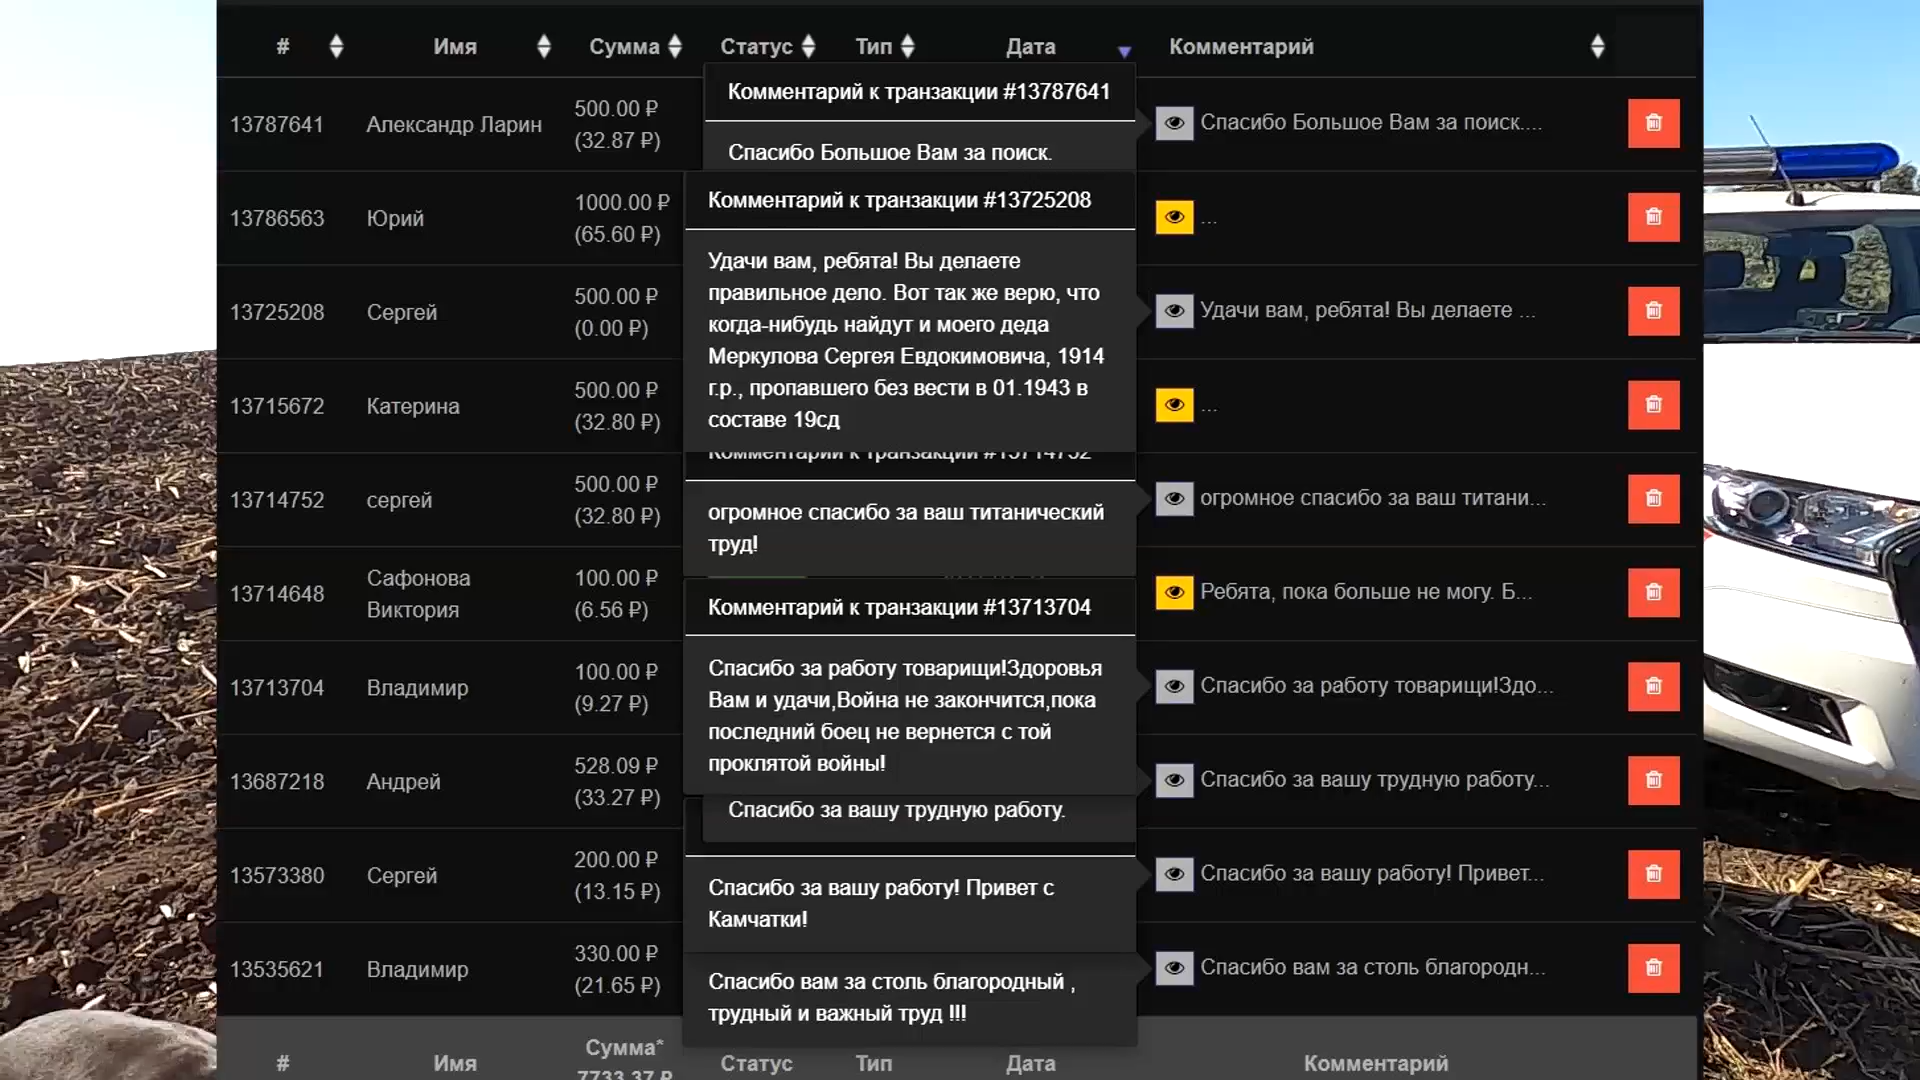 # Имя Сумма Статус Тип Дата Комментарий
Комментарий к транзакции #13787641
13787641 Александр Ларин 500.00 ₽ (32.87 ₽) Спасибо Большое Вам за поиск....
Спасибо Большое Вам за поиск.
13786563 Юрий 1000.00 ₽ (65.60 ₽) ...
Комментарий к транзакции #13725208
Удачи вам, ребята! Вы делаете
правильное дело. Вот так же верю, что
когда-нибудь найдут и моего деда
Меркулова Сергея Евдокимовича, 1914
г.р., пропавшего без вести в 01.1943 в
составе 19сд
13725208 Сергей 500.00 ₽ (0.00 ₽) Удачи вам, ребята! Вы делаете ...
13715672 Катерина 500.00 ₽ (32.80 ₽) ...
Комментарий к транзакции #13714752
13714752 сергей 500.00 ₽ (32.80 ₽) огромное спасибо за ваш титани...
огромное спасибо за ваш титанический
труд!
13714648 Сафонова Виктория 100.00 ₽ (6.56 ₽) Ребята, пока больше не могу. Б...
Комментарий к транзакции #13713704
13713704 Владимир 100.00 ₽ (9.27 ₽) Спасибо за работу товарищи!Здо...
Спасибо за работу товарищи!Здоровья
Вам и удачи,Война не закончится,пока
последний боец не вернется с той
проклятой войны!
13687218 Андрей 528.09 ₽ (33.27 ₽) Спасибо за вашу трудную работу...
Спасибо за вашу трудную работу.
13573380 Сергей 200.00 ₽ (13.15 ₽) Спасибо за вашу работу! Привет...
Спасибо за вашу работу! Привет с
Камчатки!
13535621 Владимир 330.00 ₽ (21.65 ₽) Спасибо вам за столь благородн...
Спасибо вам за столь благородный ,
трудный и важный труд !!!
# Имя Сумма* Статус Тип Дата Комментарий
7733.37 ₽